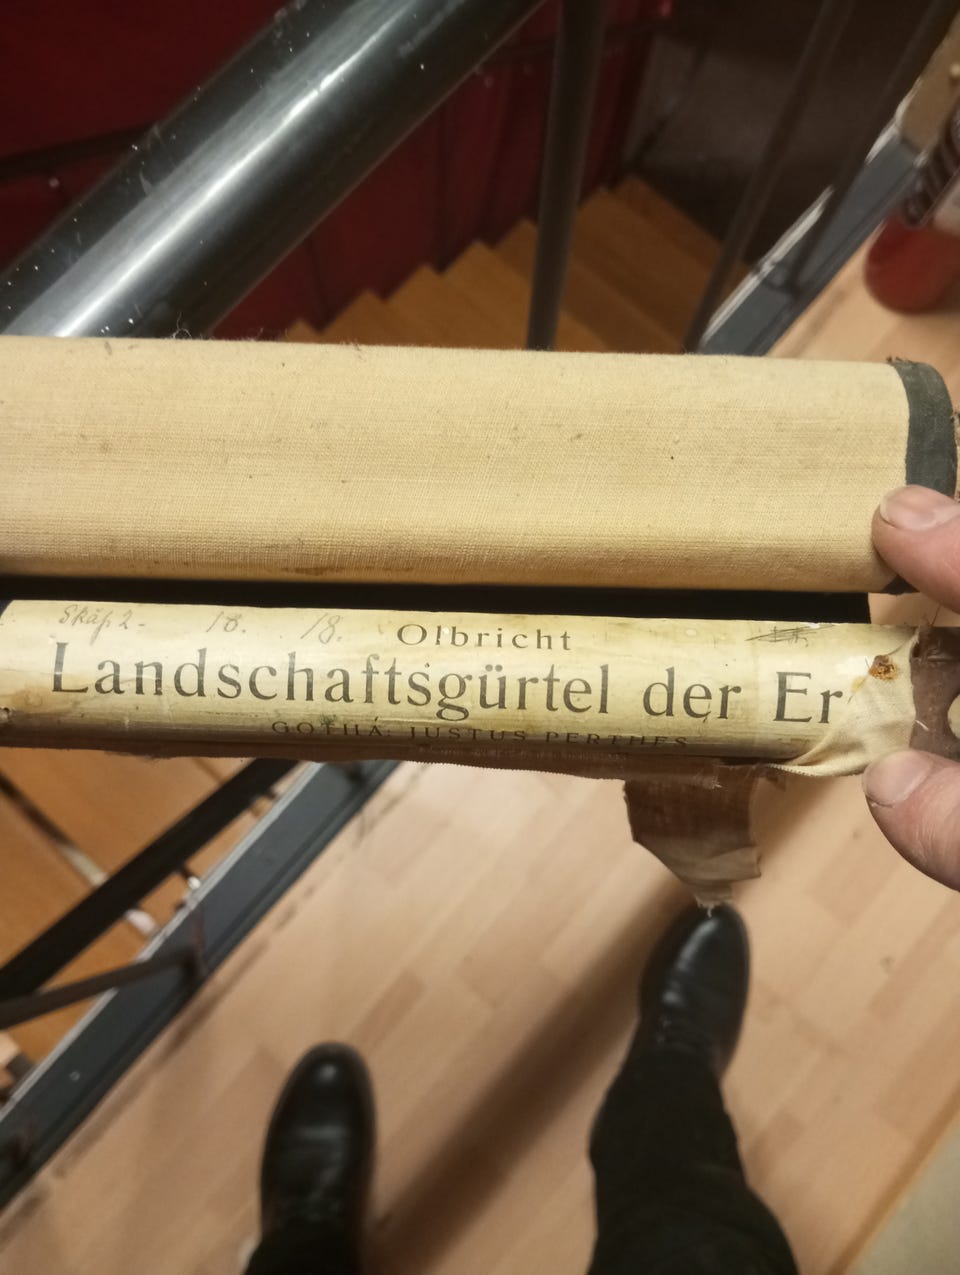 Skåp 2- 18. 18.
Olbricht
Landschaftsgürtel der Er
GOTHA: JUSTUS PERTHES